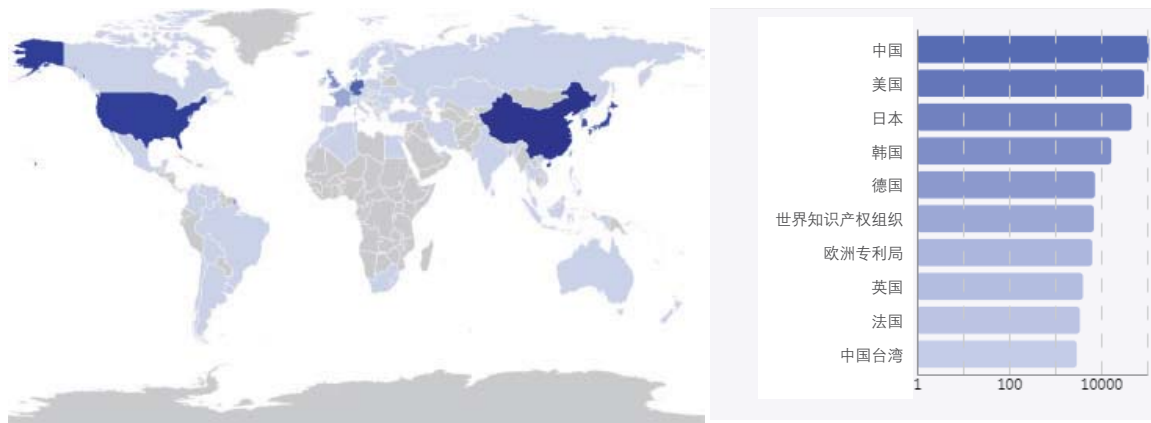 中国
美国
日本
韩国
德国
世界知识产权组织
欧洲专利局
英国
法国
中国台湾
1 100 10000